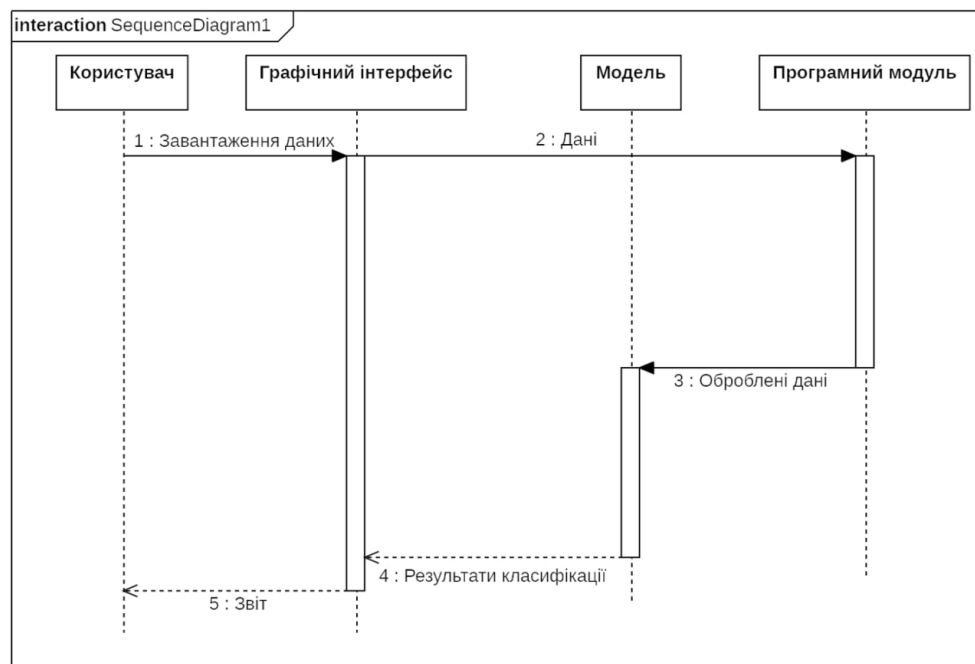 interaction SequenceDiagram1
Користувач
Графічний інтерфейс
Модель
Програмний модуль
1 : Завантаження даних
2 : Дані
3 : Оброблені дані
4 : Результати класифікації
5 : Звіт